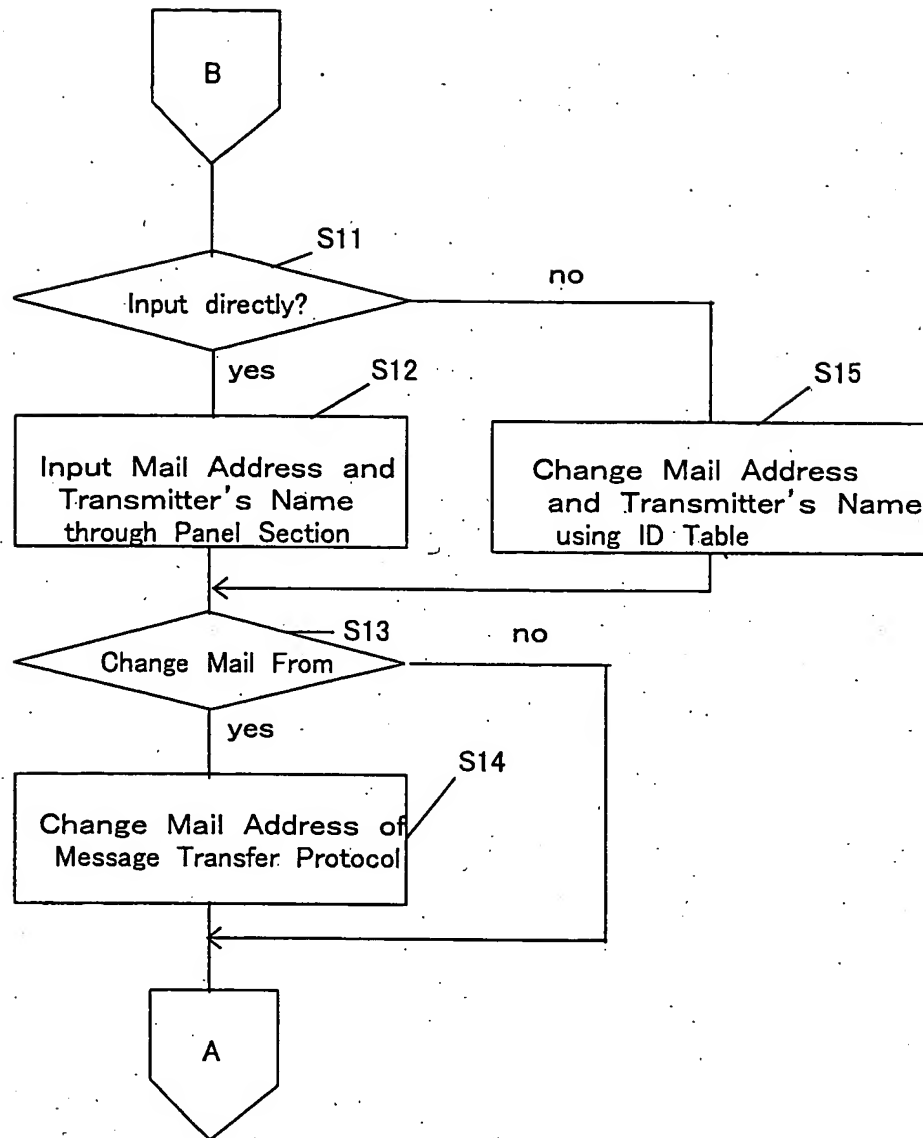 B
S11
Input directly?
no
yes
S12
S15
Input Mail Address and
Transmitter's Name
through Panel Section
Change Mail Address
and Transmitter's Name
using ID Table
S13
no
Change Mail From
yes
S14
Change Mail Address of
Message Transfer Protocol
A